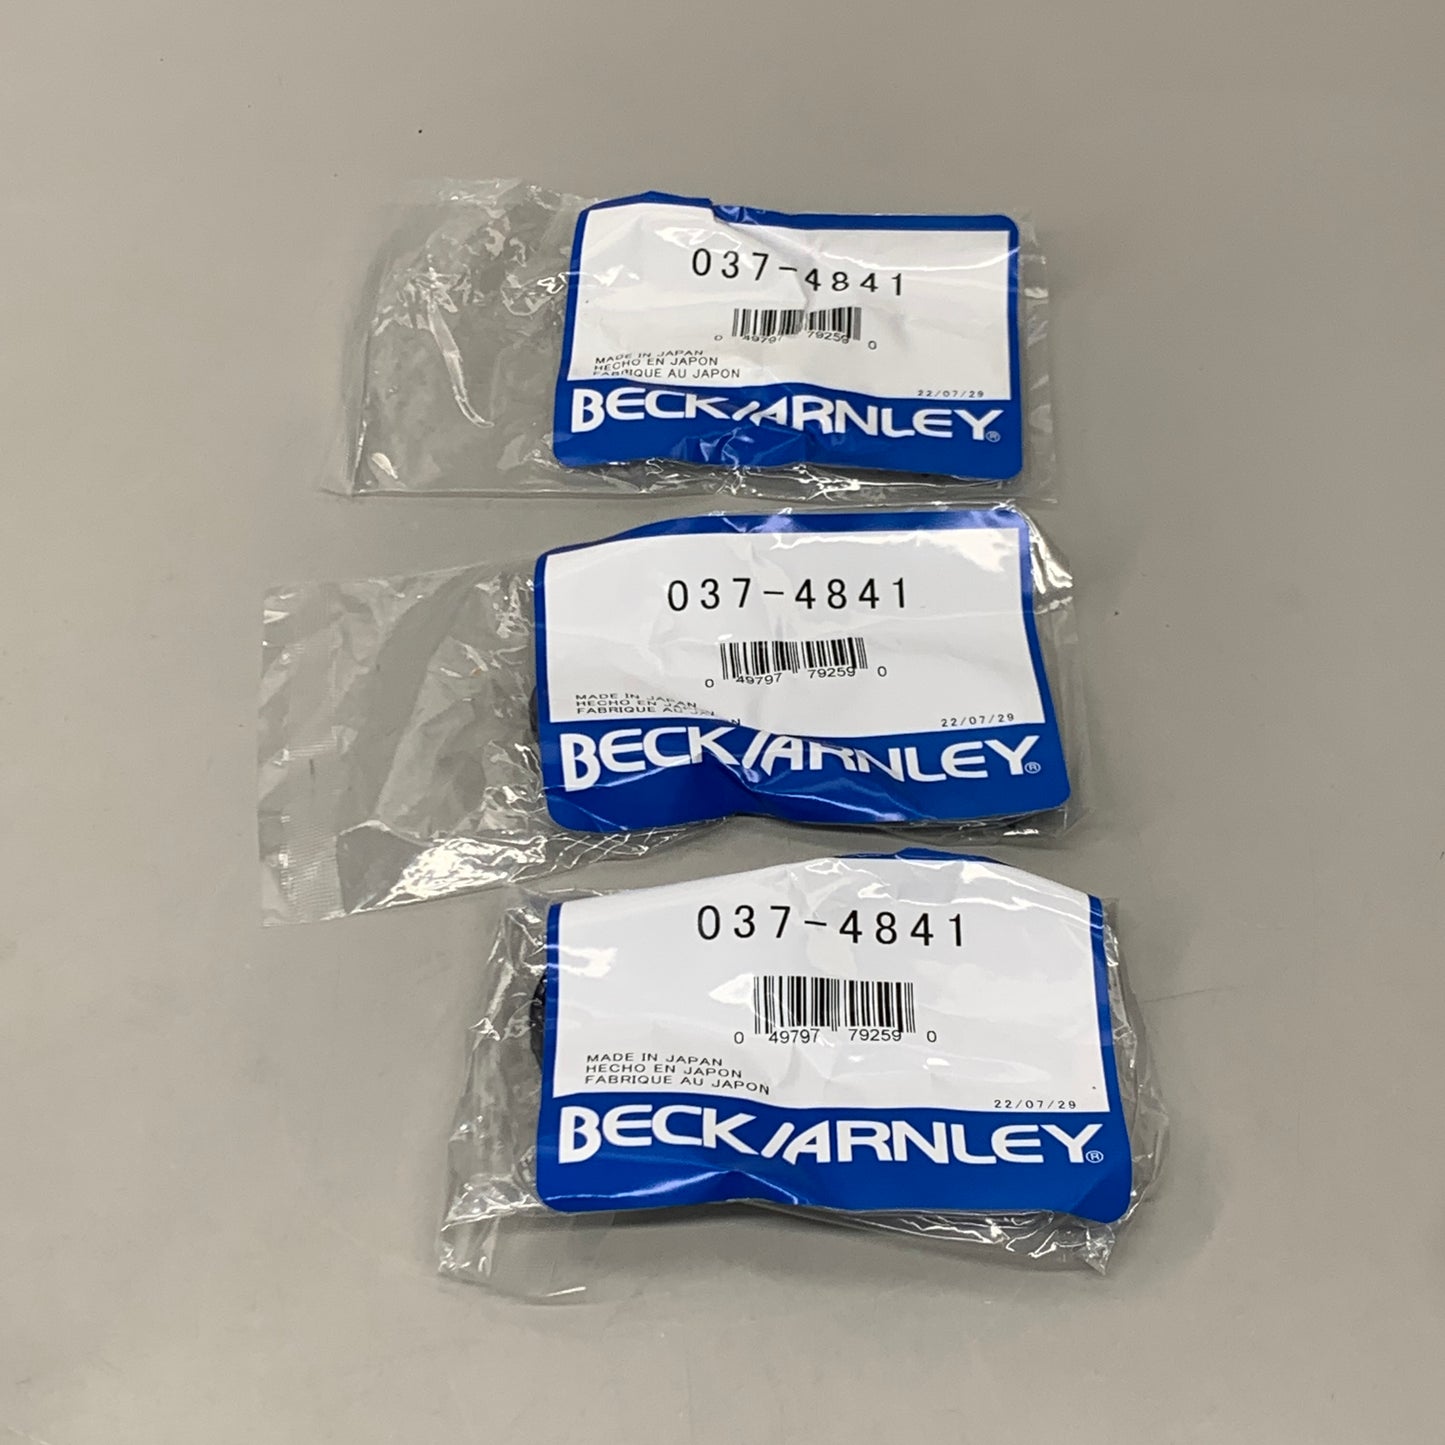 037-4841
0 49797 79259 0
MADE IN JAPAN
HECHO EN JAPON
FABRIQUE AU JAPON
22/07/29
BECK/ARNLEY®
037-4841
0 49797 79259 0
MADE IN JAPAN
HECHO EN JAPAN
FABRIQUE AU JAPON
22/07/29
BECK/ARNLEY®
037-4841
0 49797 79259 0
MADE IN JAPAN
HECHO EN JAPON
FABRIQUE AU JAPON
22/07/29
BECK/ARNLEY®